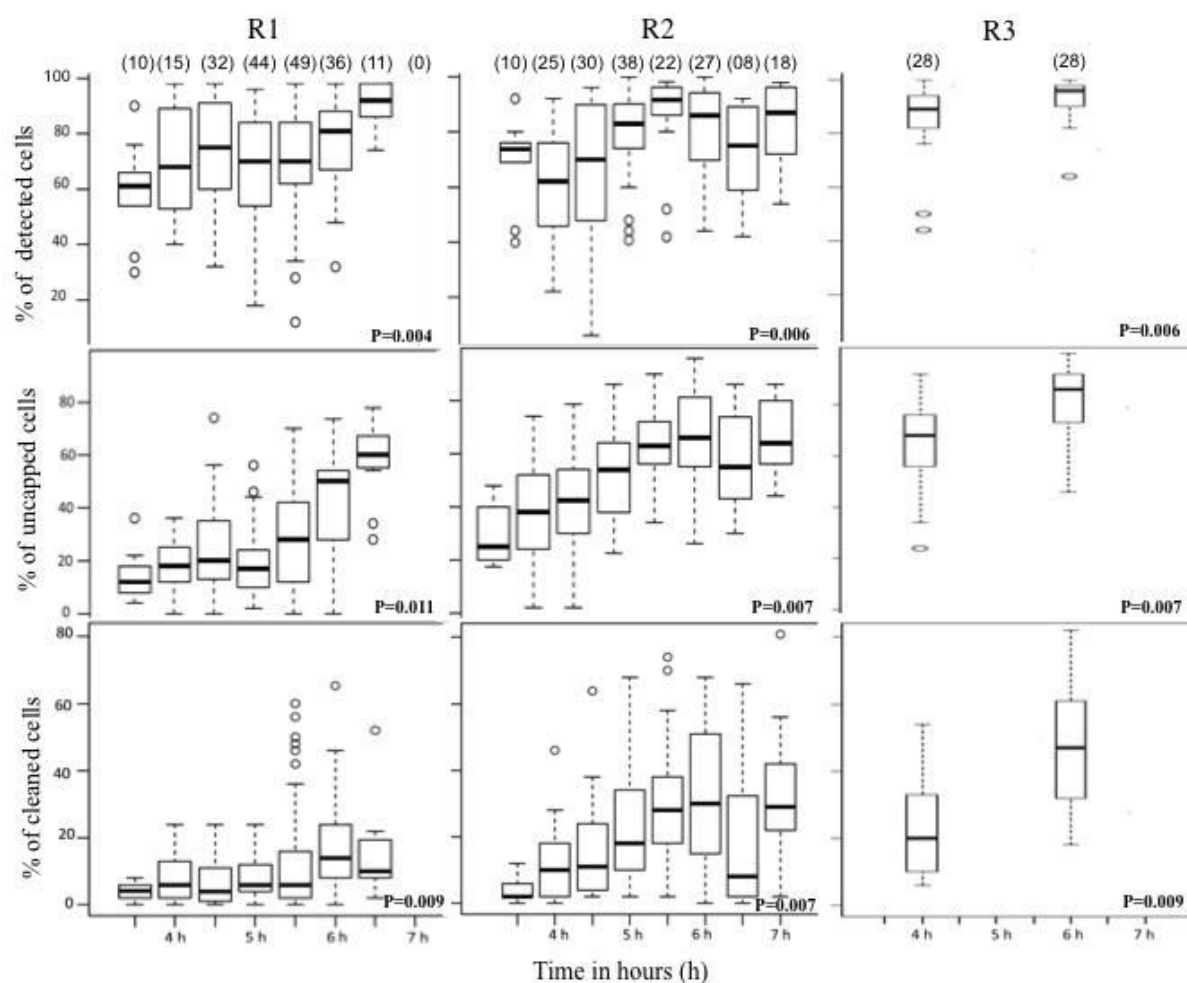 R1 R2 R3
(10) (15) (32) (44) (49) (36) (11) (0) (10) (25) (30) (38) (22) (27) (08) (18) (28) (28)
% of detected cells
100
80
60
40
20
P=0.004 P=0.006 P=0.006
% of uncapped cells
80
60
40
20
0
P=0.011 P=0.007 P=0.007
% of cleaned cells
80
60
40
20
0
P=0.009 P=0.007 P=0.009
4 h 5 h 6 h 7 h 4 h 5 h 6 h 7 h 4 h 5 h 6 h 7 h
Time in hours (h)